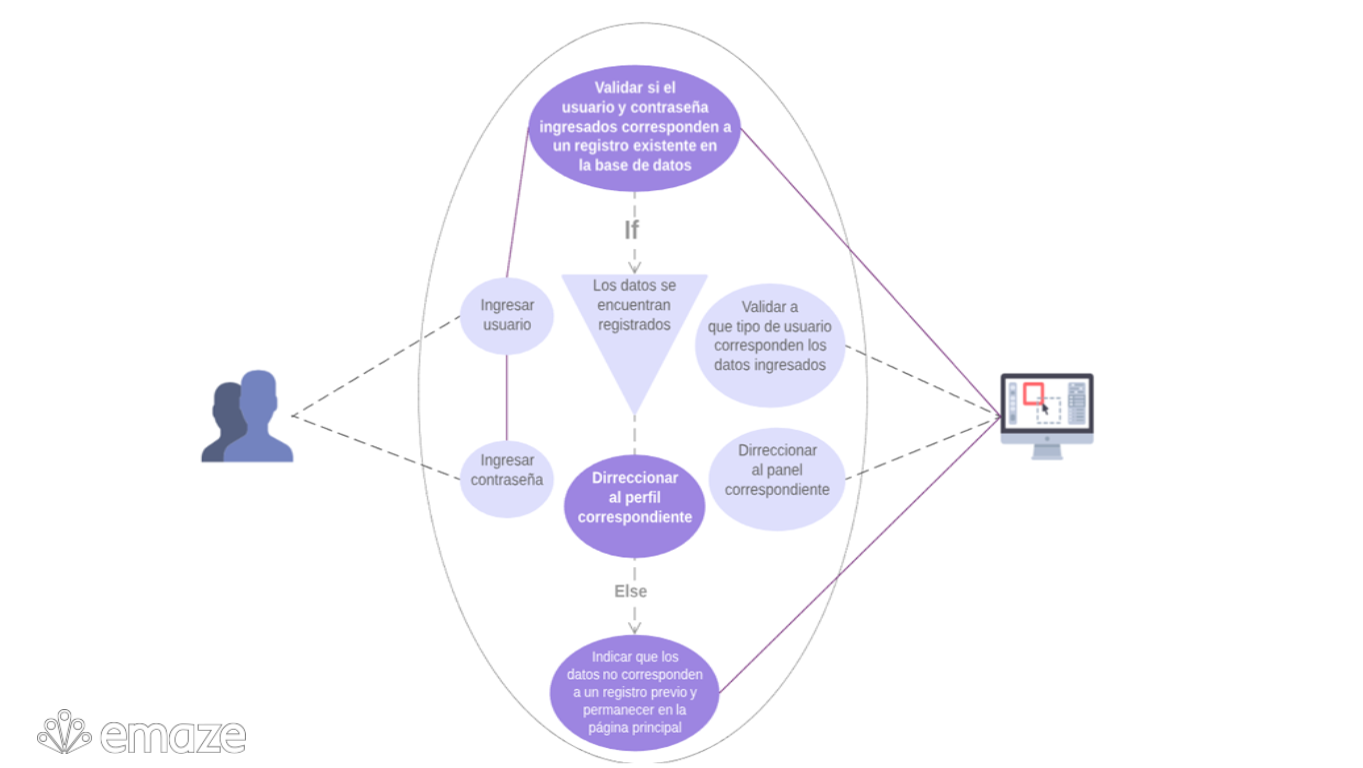 Validar si el
usuario y contraseña
ingresados corresponden a
un registro existente en
la base de datos
If
Los datos se
encuentran
registrados
Ingresar
usuario
Validar a
que tipo de usuario
corresponden los
datos ingresados
Ingresar
contraseña
Dirreccionar
al perfil
correspondiente
Dirreccionar
al panel
correspondiente
Else
Indicar que los
datos no corresponden
a un registro previo y
permanecer en la
página principal
emaze